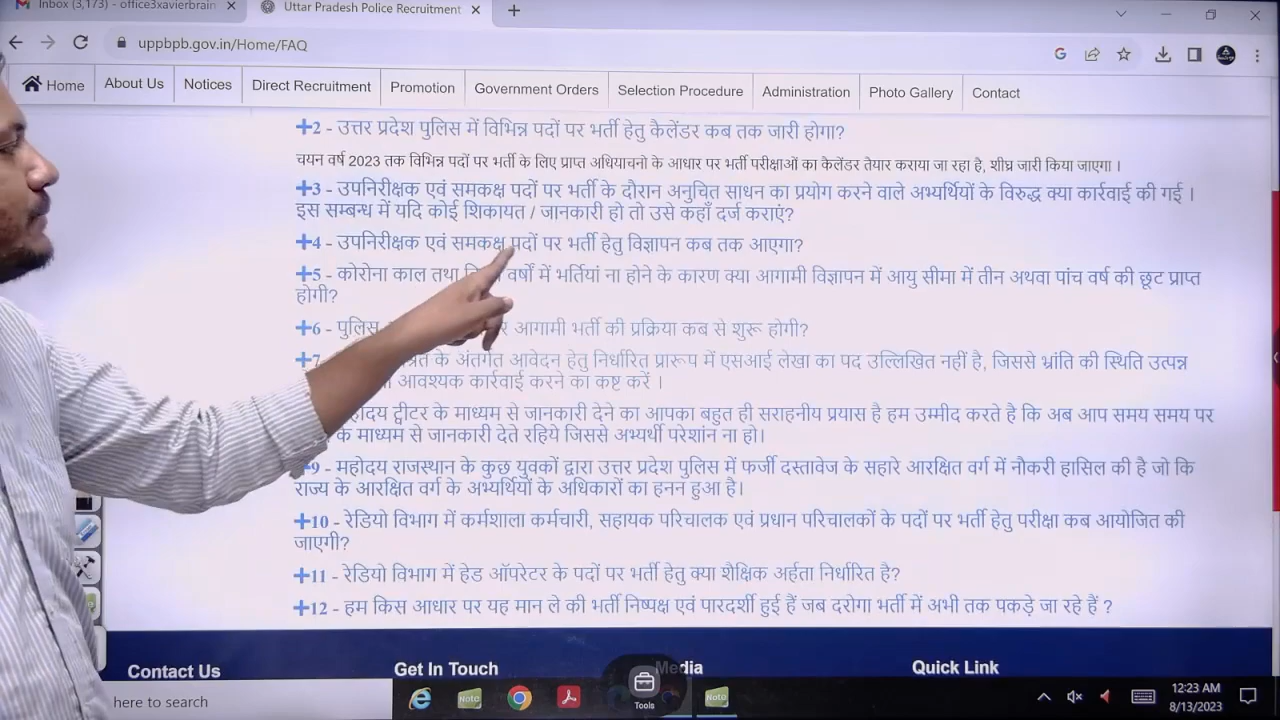 Inbox (3,173) - office3xavierbrain
Uttar Pradesh Police Recruitment
uppbpb.gov.in/Home/FAQ
Home About Us Notices Direct Recruitment Promotion Government Orders Selection Procedure Administration Photo Gallery Contact
+2 - उत्तर प्रदेश पुलिस में विभिन्न पदों पर भर्ती हेतु कैलेंडर कब तक जारी होगा?
चयन वर्ष 2023 तक विभिन्न पदों पर भर्ती के लिए प्राप्त अधियाचनो के आधार पर भर्ती परीक्षाओं का कैलेंडर तैयार कराया जा रहा है, शीघ्र जारी किया जाएगा ।
+3 - उपनिरीक्षक एवं समकक्ष पदों पर भर्ती के दौरान अनुचित साधन का प्रयोग करने वाले अभ्यर्थियों के विरुद्ध क्या कार्रवाई की गई ।
इस सम्बन्ध में यदि कोई शिकायत / जानकारी हो तो उसे कहाँ दर्ज कराएं?
+4 - उपनिरीक्षक एवं समकक्ष पदों पर भर्ती हेतु विज्ञापन कब तक आएगा?
+5 - कोरोना काल तथा वर्षों में भर्तियां ना होने के कारण क्या आगामी विज्ञापन में आयु सीमा में तीन अथवा पांच वर्ष की छूट प्राप्त
होगी?
+6 - पुलिस आगामी भर्ती की प्रक्रिया कब से शुरू होगी?
+7 के अंतर्गत आवेदन हेतु निर्धारित प्रारूप में एसआई लेखा का पद उल्लिखित नहीं है, जिससे भ्रांति की स्थिति उत्पन्न
आवश्यक कार्रवाई करने का कष्ट करें ।
ट्वीटर के माध्यम से जानकारी देने का आपका बहुत ही सराहनीय प्रयास है हम उम्मीद करते है कि अब आप समय समय पर
के माध्यम से जानकारी देते रहिये जिससे अभ्यर्थी परेशांन ना हो।
+9 - महोदय राजस्थान के कुछ युवकों द्वारा उत्तर प्रदेश पुलिस में फर्जी दस्तावेज के सहारे आरक्षित वर्ग में नौकरी हासिल की है जो कि
राज्य के आरक्षित वर्ग के अभ्यर्थियों के अधिकारों का हनन हुआ है।
+10 - रेडियो विभाग में कर्मशाला कर्मचारी, सहायक परिचालक एवं प्रधान परिचालकों के पदों पर भर्ती हेतु परीक्षा कब आयोजित की
जाएगी?
+11 - रेडियो विभाग में हेड ऑपरेटर के पदों पर भर्ती हेतु क्या शैक्षिक अर्हता निर्धारित है?
+12 - हम किस आधार पर यह मान ले की भर्ती निष्पक्ष एवं पारदर्शी हुई हैं जब दरोगा भर्ती में अभी तक पकड़े जा रहे हैं ?
Contact Us Get In Touch Media Quick Link
here to search
Note
Tools
Note
12:23 AM
8/13/2023